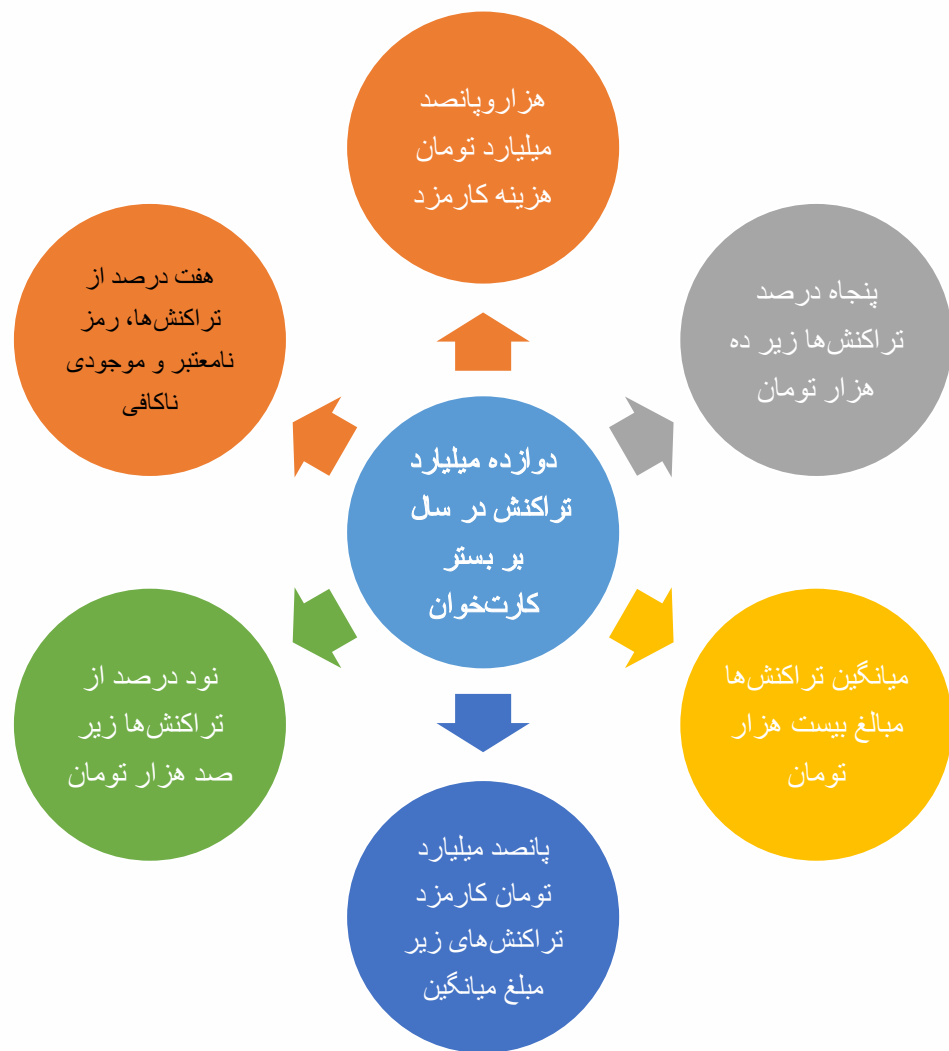 هزاروپانصد
میلیارد تومان
هزینه کارمزد
پنجاه درصد
تراکنش‌ها زیر ده
هزار تومان
میانگین تراکنش‌ها
مبالغ بیست هزار
تومان
پانصد میلیارد
تومان کارمزد
تراکنش‌های زیر
مبلغ میانگین
نود درصد از
تراکنش‌ها زیر
صد هزار تومان
هفت درصد از
تراکنش‌ها، رمز
نامعتبر و موجودی
ناکافی
دوازده میلیارد
تراکنش در سال
بر بستر
کارت‌خوان